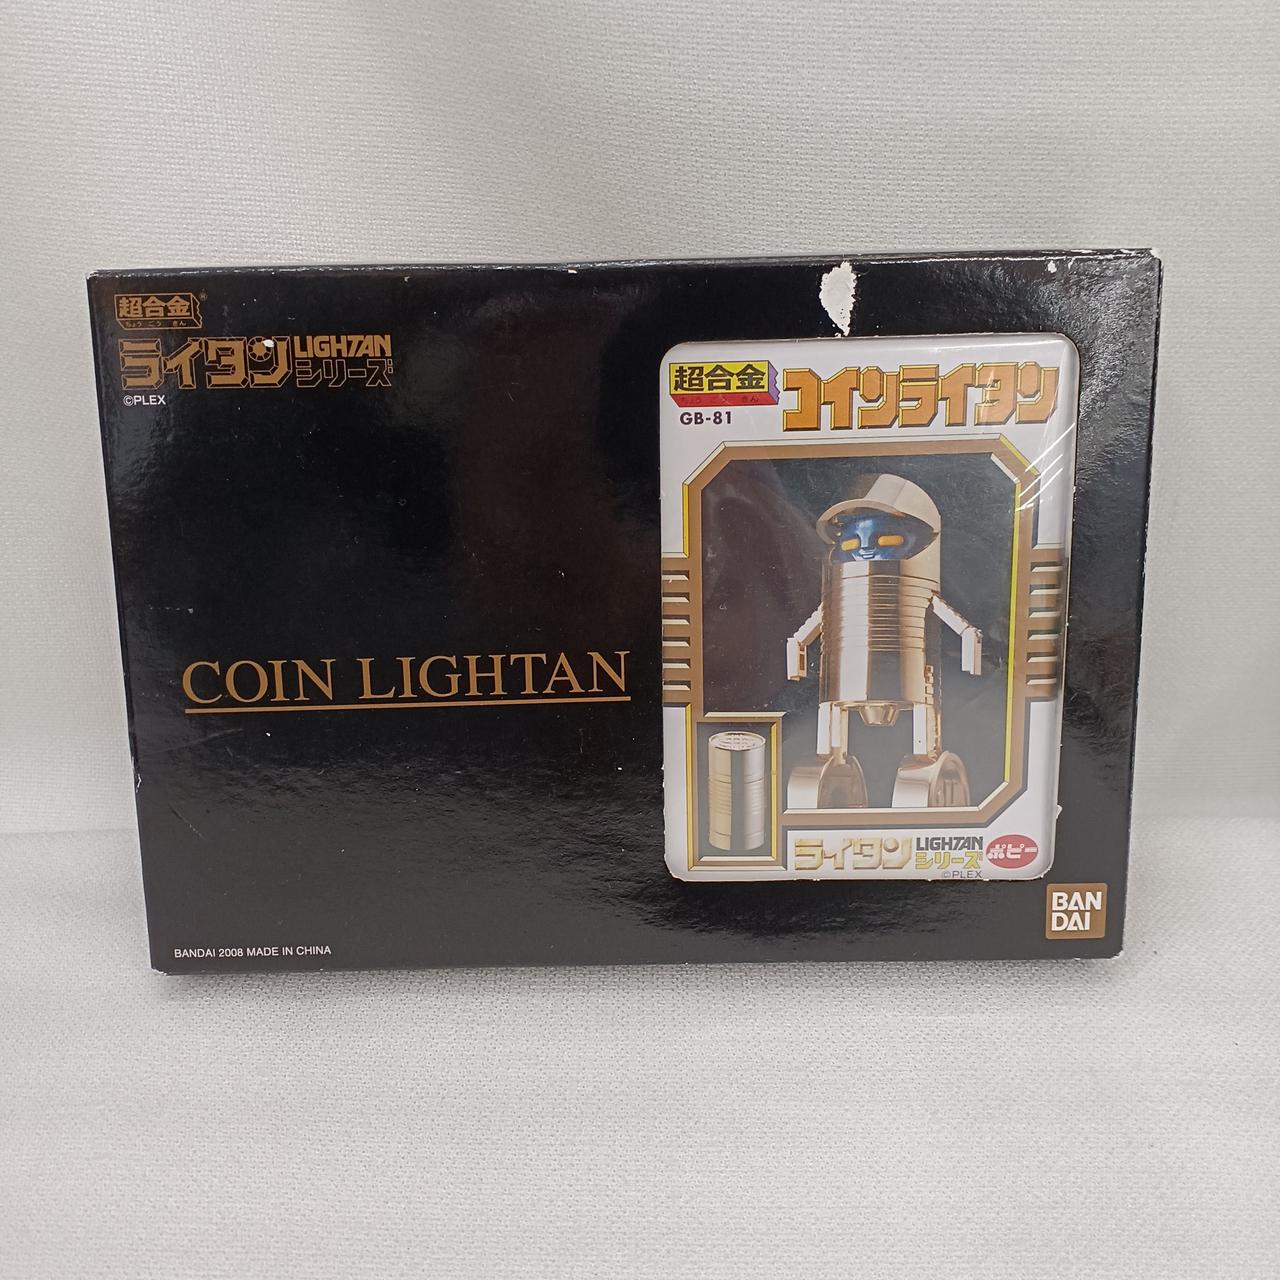 超合金®
ちょうごうきん
ライタン LIGHTAN シリーズ
©PLEX
COIN LIGHTAN
BANDAI 2008 MADE IN CHINA
超合金 コインライタン
ちょうごうきん
GB-81
ライタン LIGHTAN シリーズ ポピー
©PLEX
BAN
DAI